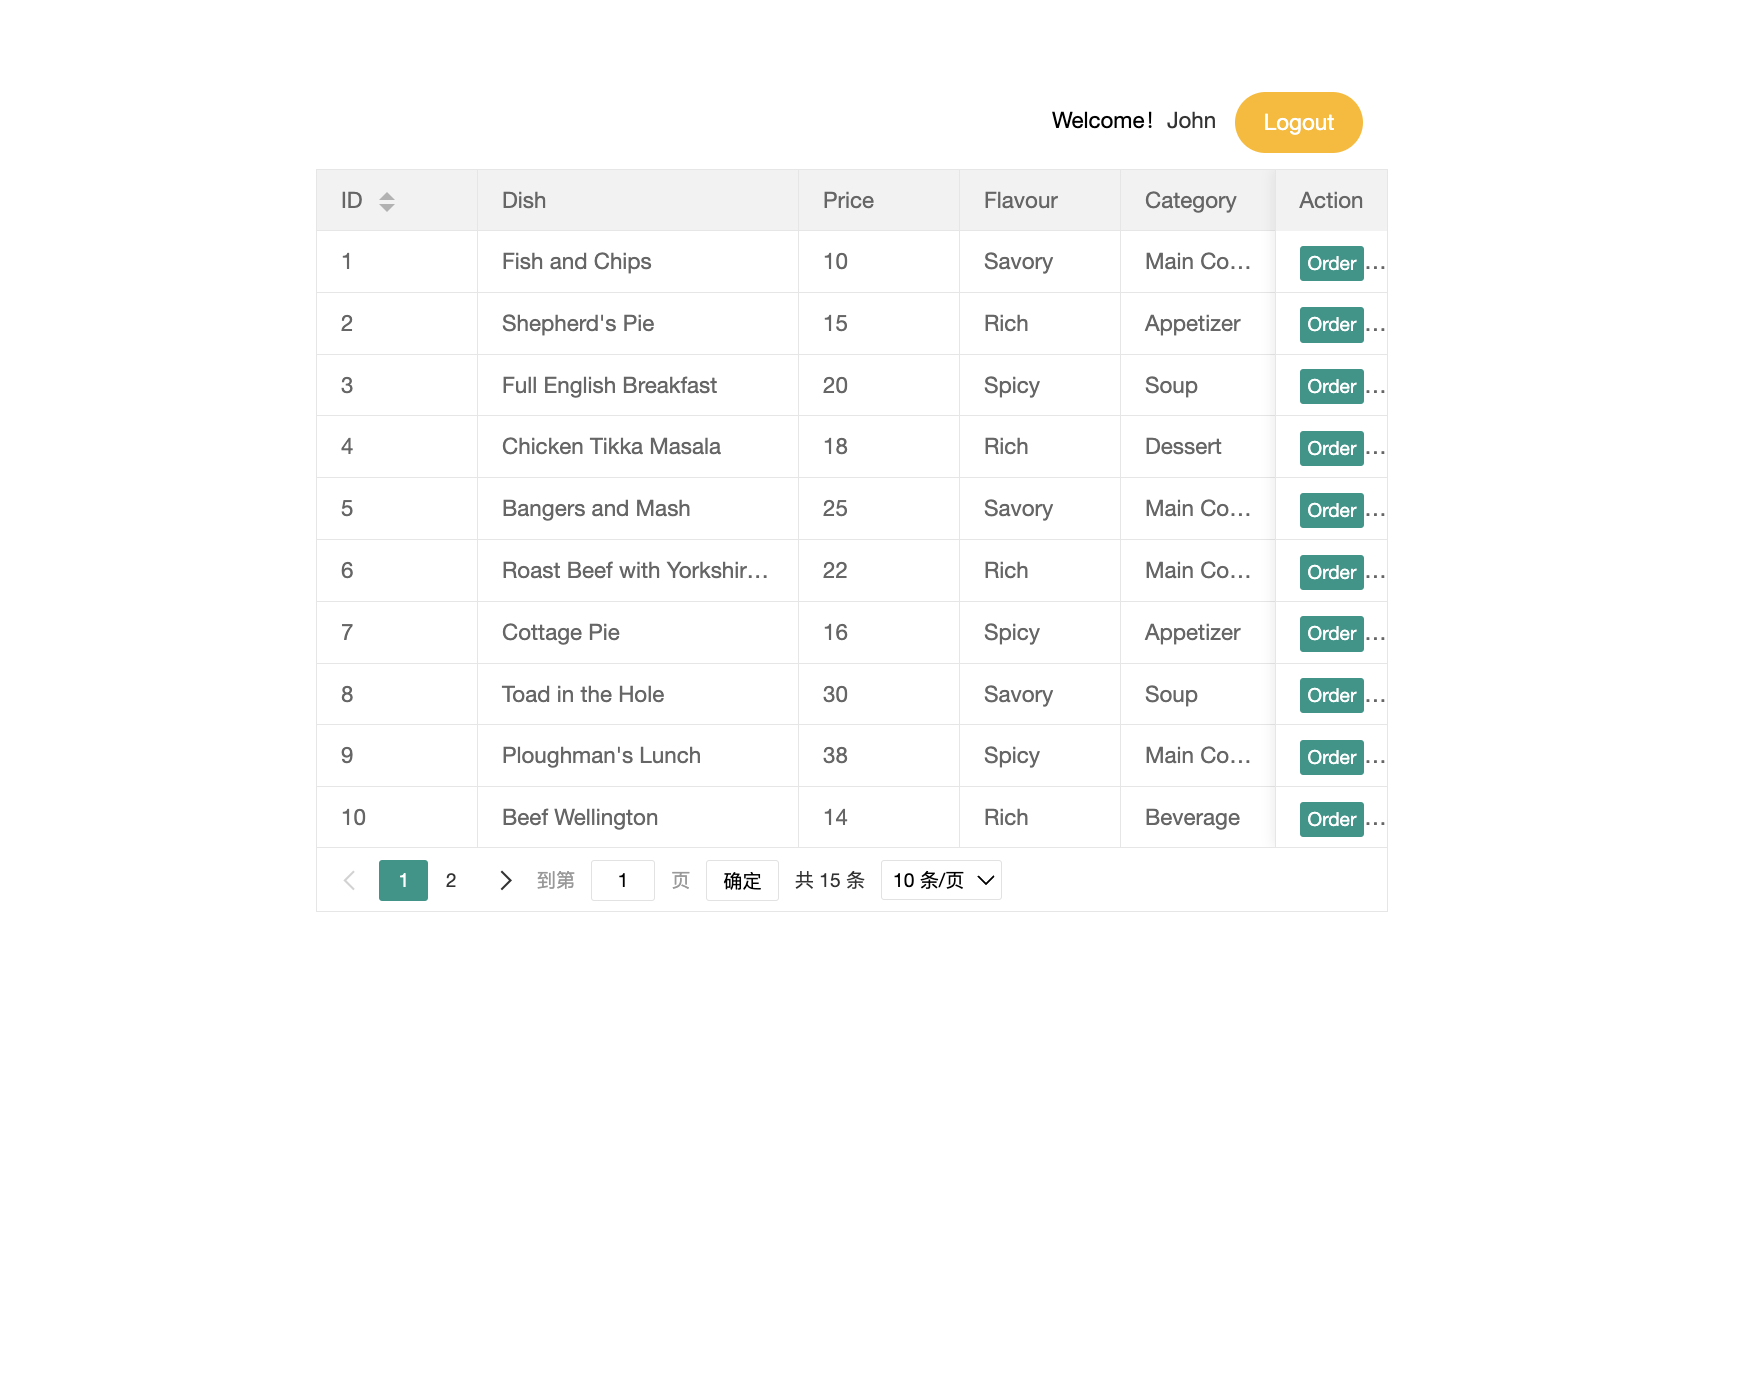 Welcome！ John Logout
ID Dish Price Flavour Category Action
1 Fish and Chips 10 Savory Main Co... Order ...
2 Shepherd's Pie 15 Rich Appetizer Order ...
3 Full English Breakfast 20 Spicy Soup Order ...
4 Chicken Tikka Masala 18 Rich Dessert Order ...
5 Bangers and Mash 25 Savory Main Co... Order ...
6 Roast Beef with Yorkshir... 22 Rich Main Co... Order ...
7 Cottage Pie 16 Spicy Appetizer Order ...
8 Toad in the Hole 30 Savory Soup Order ...
9 Ploughman's Lunch 38 Spicy Main Co... Order ...
10 Beef Wellington 14 Rich Beverage Order ...
1 2 到第 1 页 确定 共 15 条 10 条/页